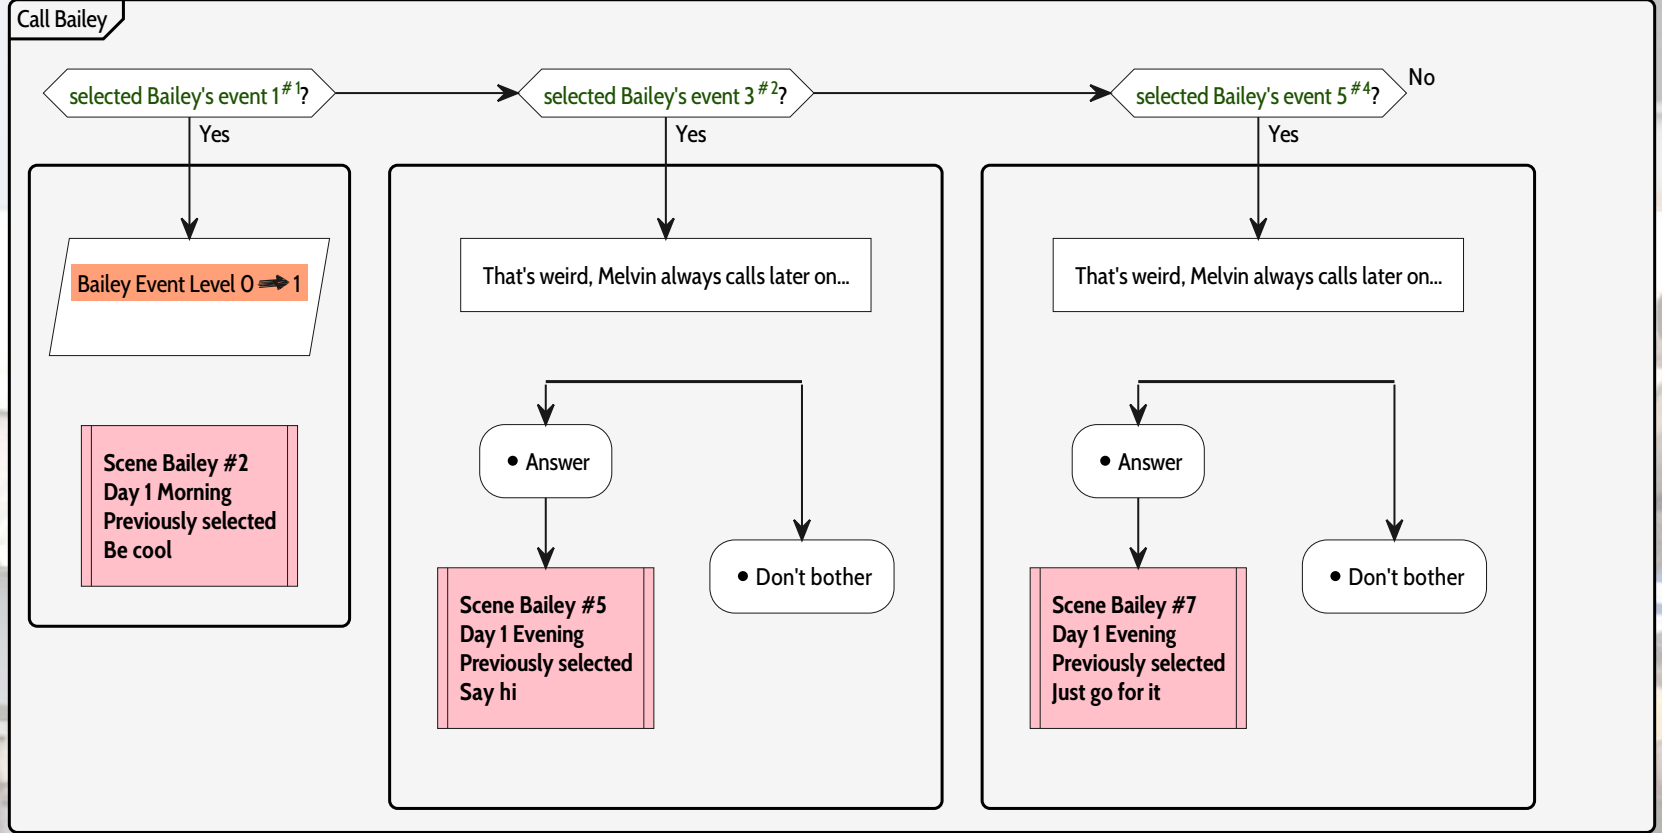 Call Bailey
selected Bailey's event 1#1?
selected Bailey's event 3#2?
selected Bailey's event 5#4?
No
Yes
Yes
Yes
Bailey Event Level 0 ➾ 1
Scene Bailey #2
Day 1 Morning
Previously selected
Be cool
That's weird, Melvin always calls later on...
• Answer
• Don't bother
Scene Bailey #5
Day 1 Evening
Previously selected
Say hi
That's weird, Melvin always calls later on...
• Answer
• Don't bother
Scene Bailey #7
Day 1 Evening
Previously selected
Just go for it